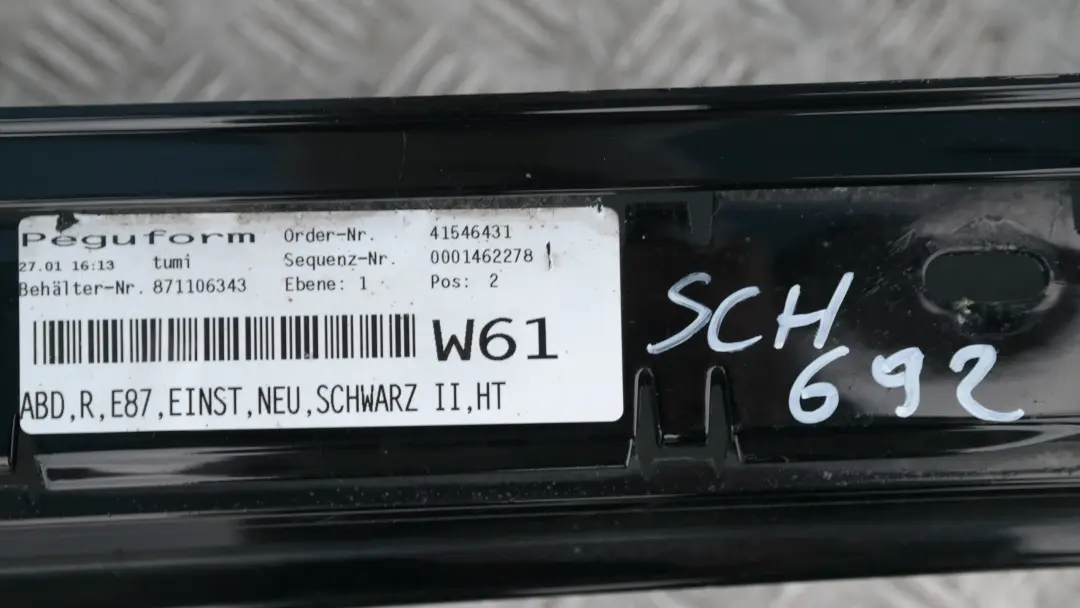 Peguform Order-Nr. 41546431
27.01 16:13 tumi Sequenz-Nr. 0001462278
Behälter-Nr. 871106343 Ebene: 1 Pos: 2
W61
ABD,R,E87,EINST,NEU,SCHWARZ II,HT
SCH
692